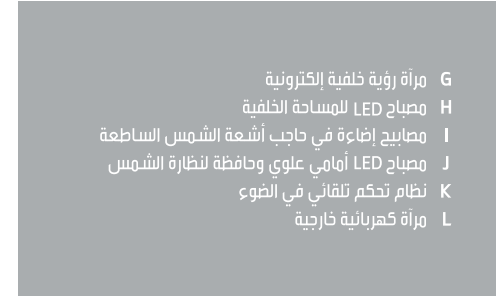 G مرآة رؤية خلفية إلكترونية
H مصباح LED للمساحة الخلفية
I مصابيح إضاءة في حاجب أشعة الشمس الساطعة
J مصباح LED أمامي علوي وحافظة لنظارة الشمس
K نظام تحكم تلقائي في الضوء
L مرآة كهربائية خارجية